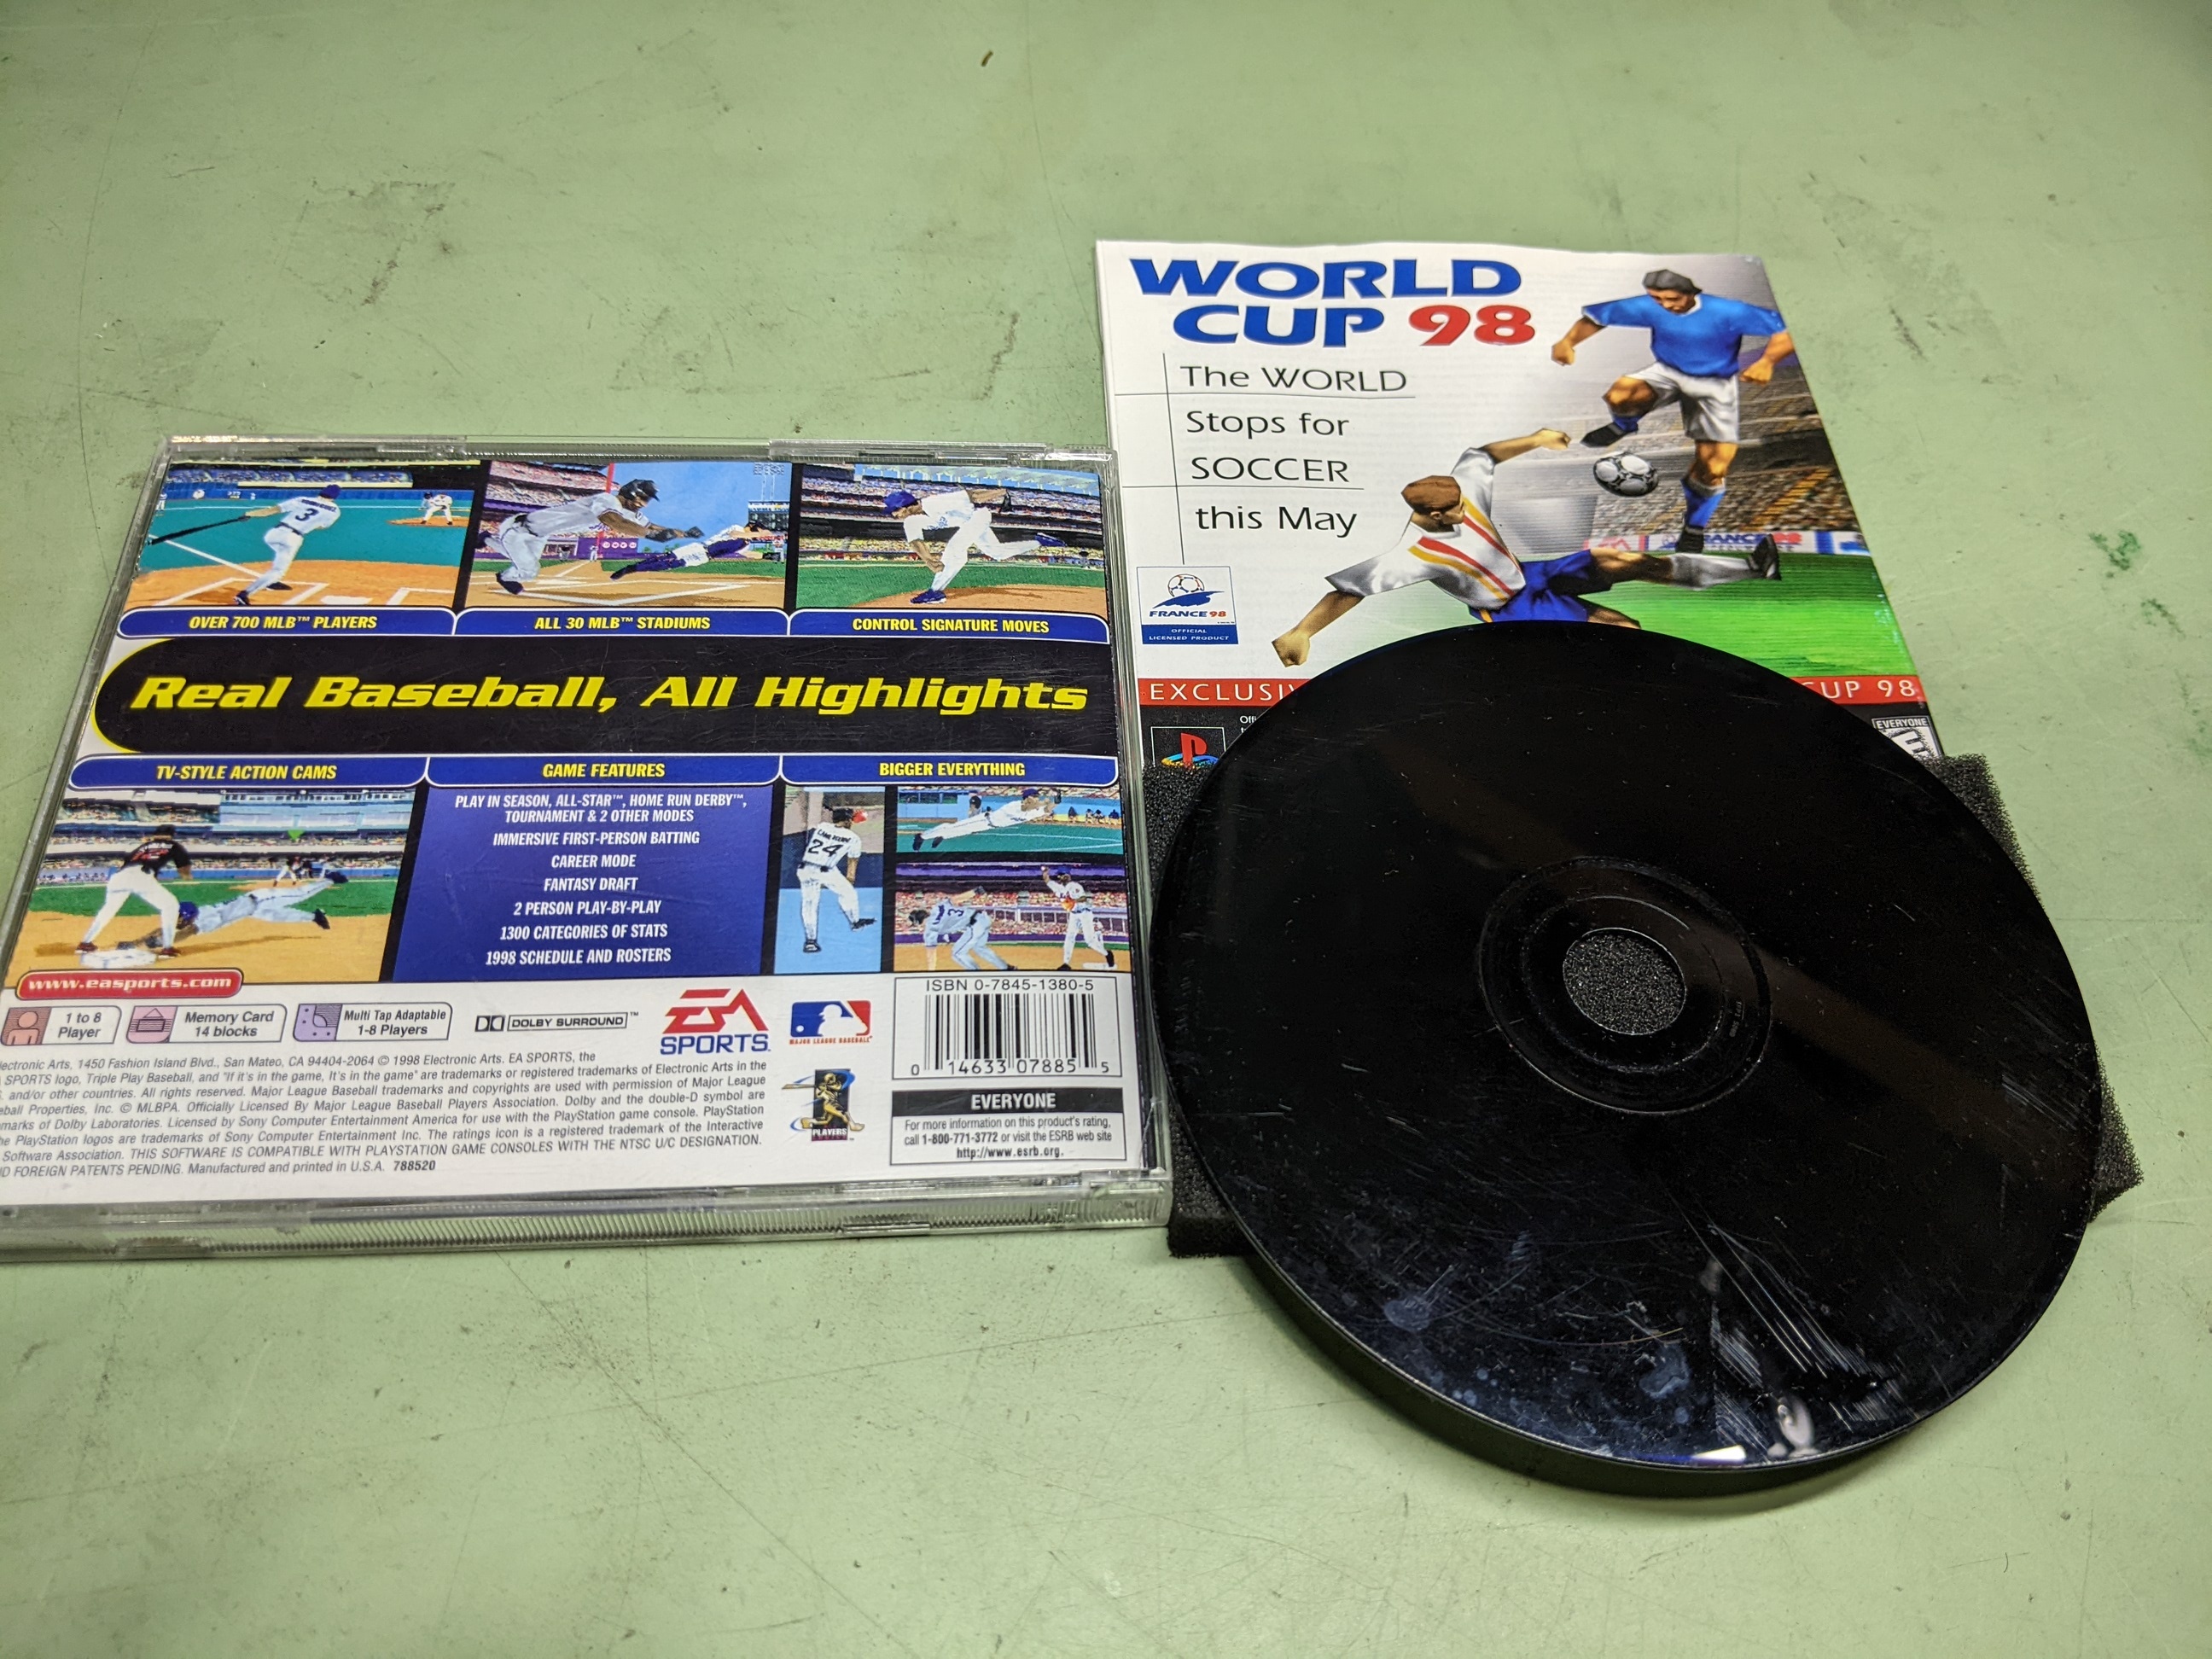 OVER 700 MLB™ PLAYERS
ALL 30 MLB™ STADIUMS
CONTROL SIGNATURE MOVES
Real Baseball, All Highlights
TV-STYLE ACTION CAMS
GAME FEATURES
BIGGER EVERYTHING
PLAY IN SEASON, ALL-STAR™, HOME RUN DERBY™,
TOURNAMENT & 2 OTHER MODES
IMMERSIVE FIRST-PERSON BATTING
CAREER MODE
FANTASY DRAFT
2 PERSON PLAY-BY-PLAY
1300 CATEGORIES OF STATS
1998 SCHEDULE AND ROSTERS
3
24
www.easports.com
1 to 8
Player
Memory Card
14 blocks
Multi Tap Adaptable
1-8 Players
DOLBY SURROUND™
EA
SPORTS™
MAJOR LEAGUE BASEBALL
ISBN 0-7845-1380-5
0 14633 07885 5
EVERYONE
For more information on this product's rating,
call 1-800-771-3772 or visit the ESRB web site
http://www.esrb.org.
PLAYERS
Electronic Arts, 1450 Fashion Island Blvd., San Mateo, CA 94404-2064 © 1998 Electronic Arts. EA SPORTS, the
SPORTS logo, Triple Play Baseball, and "If it's in the game, It's in the game" are trademarks or registered trademarks of Electronic Arts in the
and/or other countries. All rights reserved. Major League Baseball trademarks and copyrights are used with permission of Major League
Baseball Properties, Inc. © MLBPA. Officially Licensed By Major League Baseball Players Association. Dolby and the double-D symbol are
marks of Dolby Laboratories. Licensed by Sony Computer Entertainment America for use with the PlayStation game console. PlayStation
the PlayStation logos are trademarks of Sony Computer Entertainment Inc. The ratings icon is a registered trademark of the Interactive
Software Association. THIS SOFTWARE IS COMPATIBLE WITH PLAYSTATION GAME CONSOLES WITH THE NTSC U/C DESIGNATION.
FOREIGN PATENTS PENDING. Manufactured and printed in U.S.A. 788520
WORLD
CUP 98
The WORLD
Stops for
SOCCER
this May
FRANCE 98
OFFICIAL
LICENSED PRODUCT
EXCLUSIV
CUP 98
EVERYONE